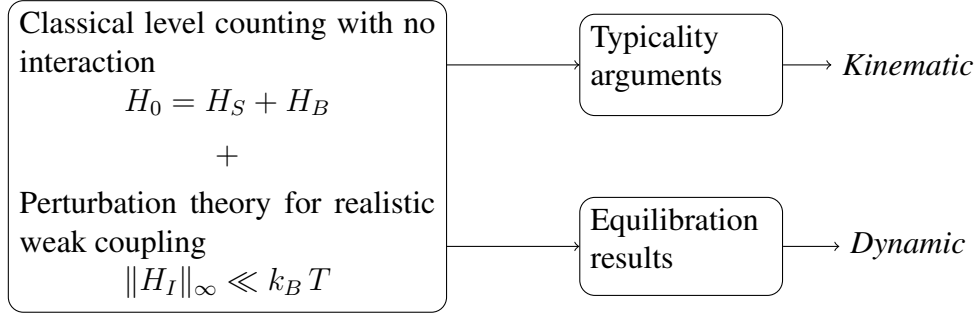 Classical level counting with no
interaction
H_0 = H_S + H_B
+
Perturbation theory for realistic
weak coupling
‖H_I‖_∞ ≪ k_B T
Typicality
arguments
Kinematic
Equilibration
results
Dynamic